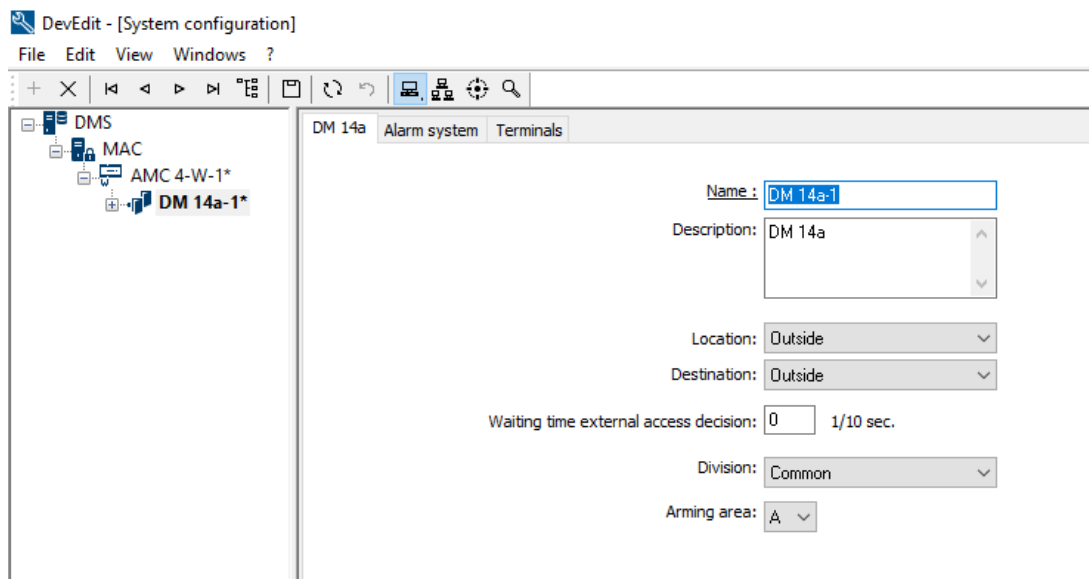 DevEdit - [System configuration]
File Edit View Windows ?
DMS
MAC
AMC 4-W-1*
DM 14a-1*
DM 14a Alarm system Terminals
Name : DM 14a-1
Description: DM 14a
Location: Outside
Destination: Outside
Waiting time external access decision: 0 1/10 sec.
Division: Common
Arming area: A